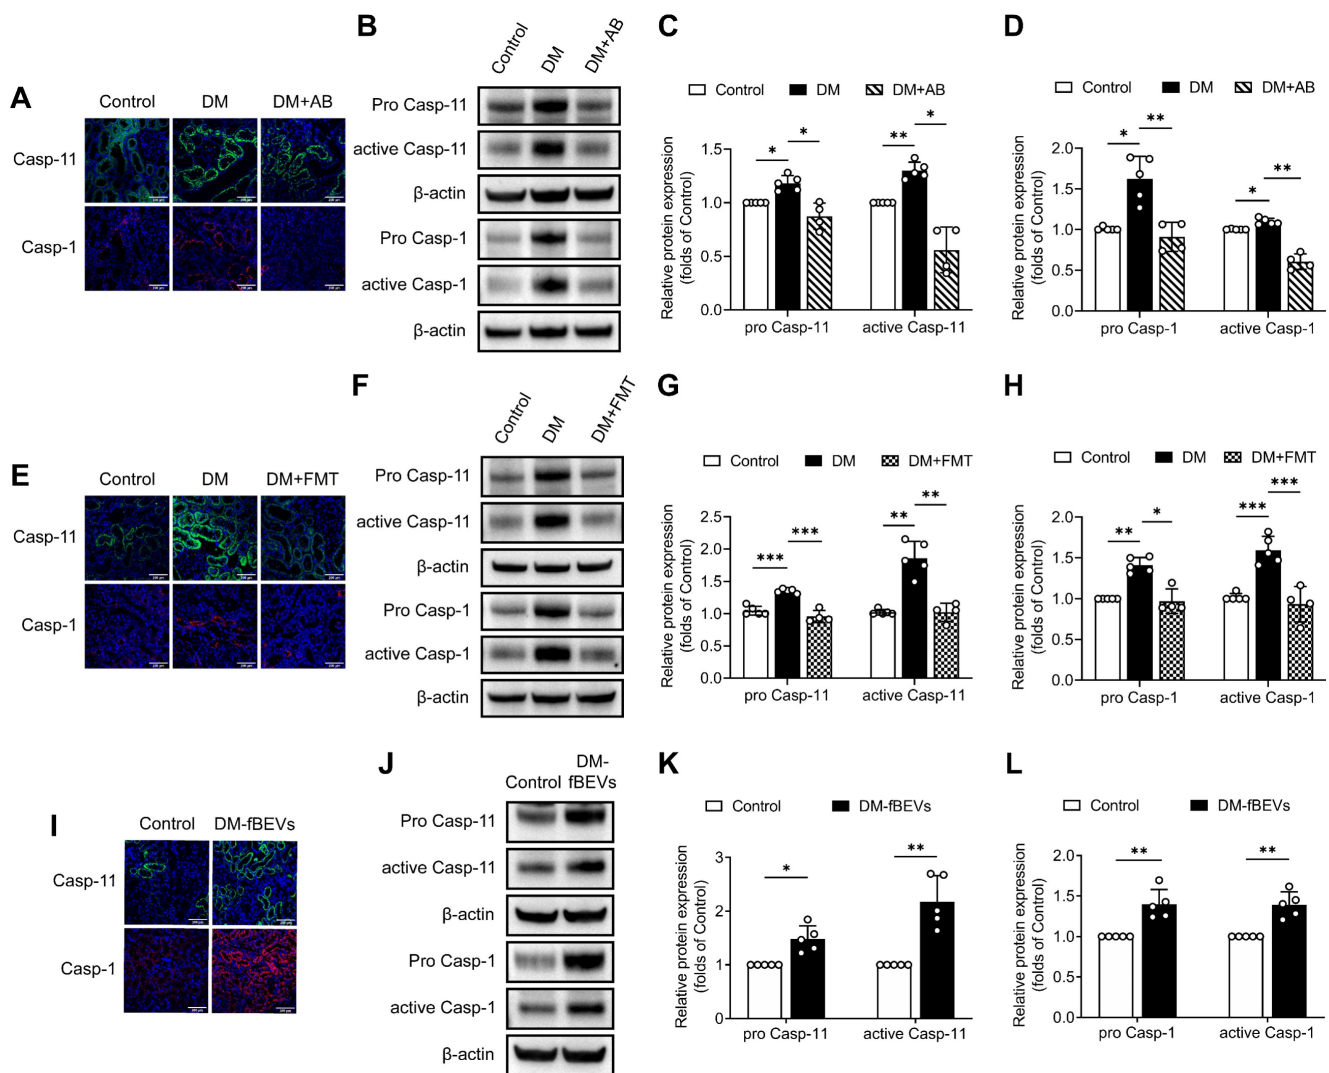 A
Control DM DM+AB
Casp-11
Casp-1
B
Control DM DM+AB
Pro Casp-11
active Casp-11
β-actin
Pro Casp-1
active Casp-1
β-actin
C
Control DM DM+AB
Relative protein expression
(folds of Control)
1.5
1.0
0.5
0.0
* * ** *
pro Casp-11 active Casp-11
D
Control DM DM+AB
Relative protein expression
(folds of Control)
2.0
1.5
1.0
0.5
0.0
* ** * **
pro Casp-1 active Casp-1
E
Control DM DM+FMT
Casp-11
Casp-1
F
Control DM DM+FMT
Pro Casp-11
active Casp-11
β-actin
Pro Casp-1
active Casp-1
β-actin
G
Control DM DM+FMT
Relative protein expression
(folds of Control)
2.5
2.0
1.5
1.0
0.5
0.0
*** *** ** **
pro Casp-11 active Casp-11
H
Control DM DM+FMT
Relative protein expression
(folds of Control)
2.0
1.5
1.0
0.5
0.0
** * *** ***
pro Casp-1 active Casp-1
I
Control DM-fBEVs
Casp-11
Casp-1
J
Control DM-
fBEVs
Pro Casp-11
active Casp-11
β-actin
Pro Casp-1
active Casp-1
β-actin
K
Control DM-fBEVs
Relative protein expression
(folds of Control)
3
2
1
0
* **
pro Casp-11 active Casp-11
L
Control DM-fBEVs
Relative protein expression
(folds of Control)
2.0
1.5
1.0
0.5
0.0
** **
pro Casp-1 active Casp-1